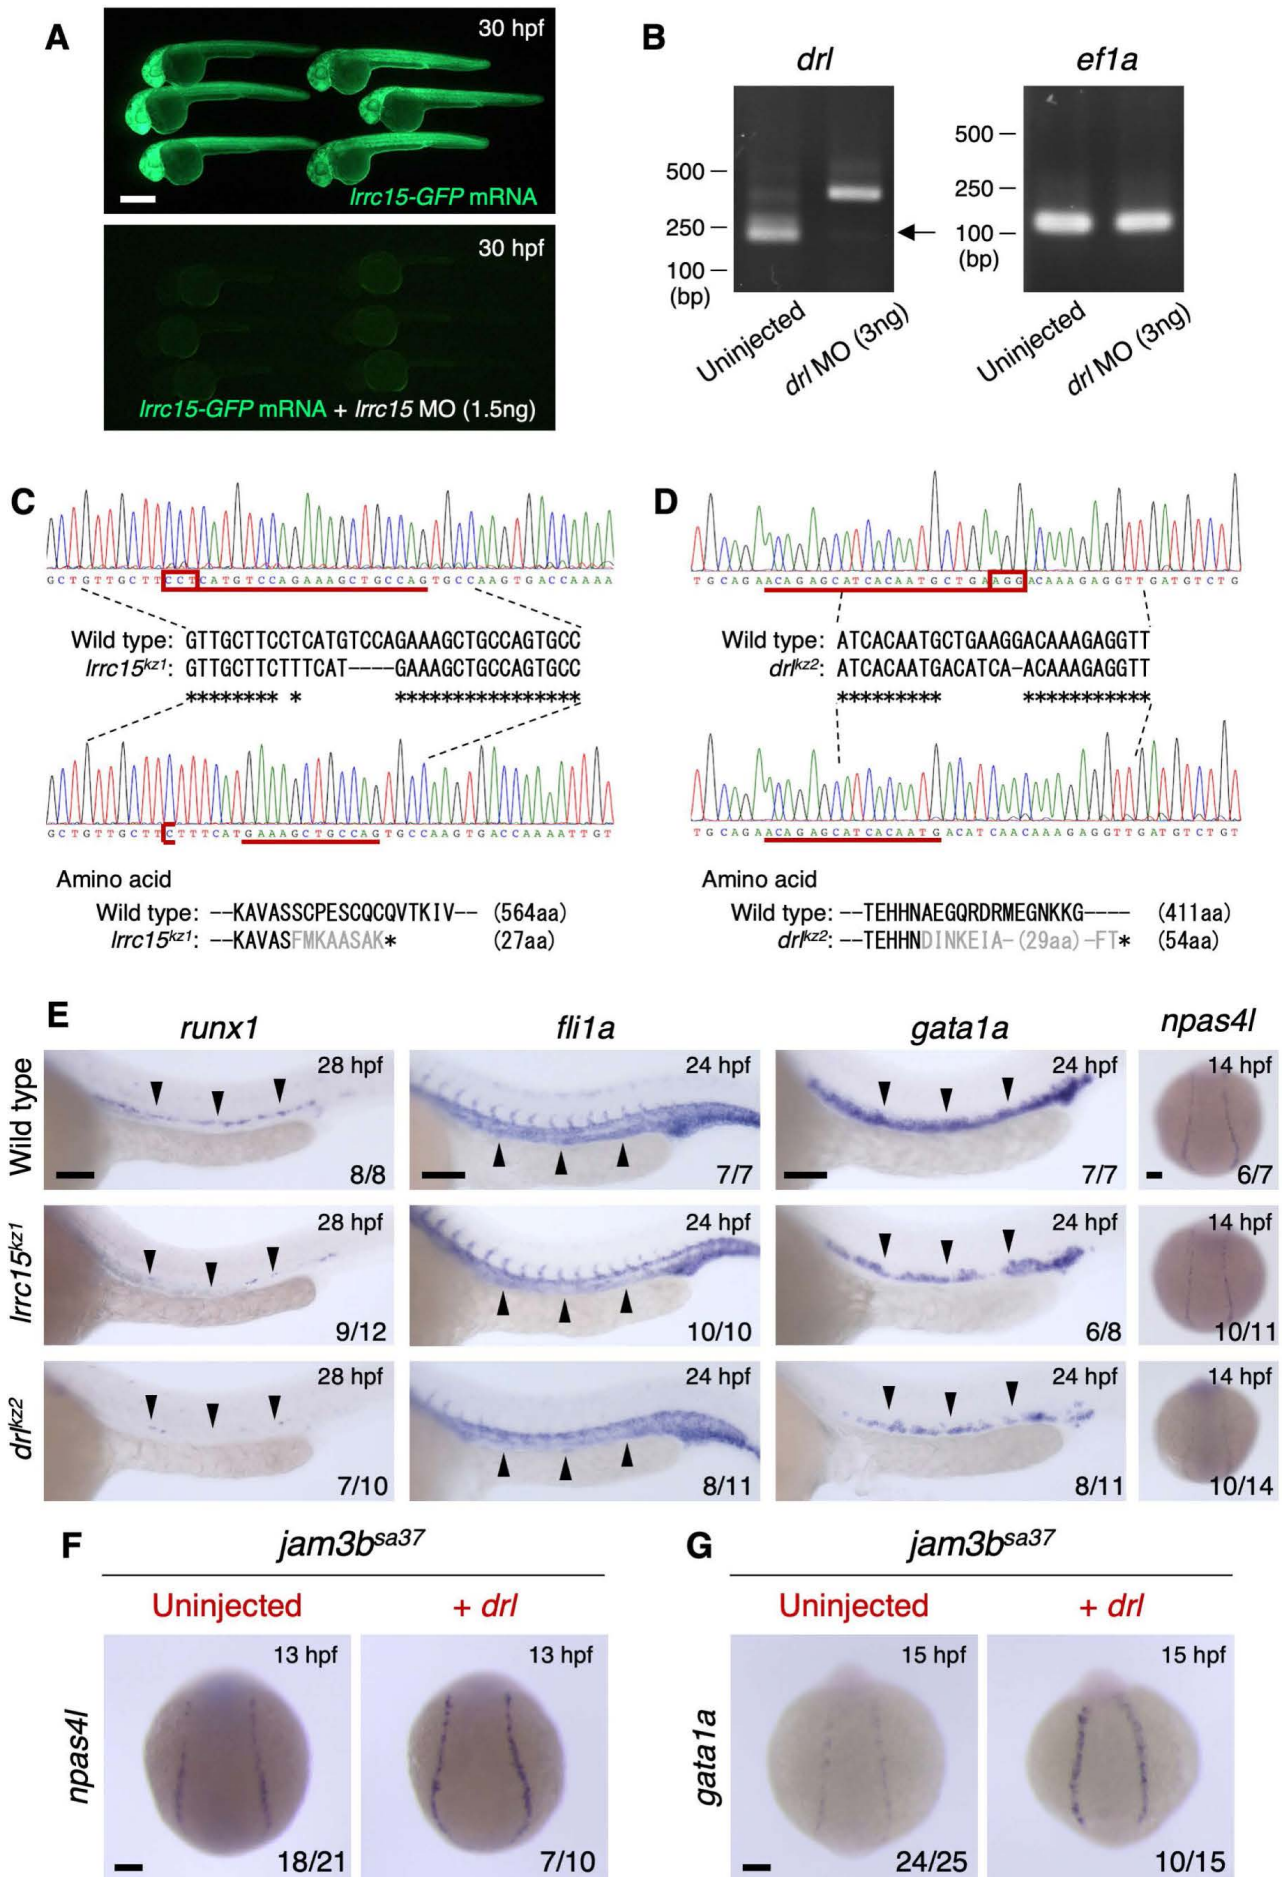 A
30 hpf
lrrc15-GFP mRNA
30 hpf
lrrc15-GFP mRNA + lrrc15 MO (1.5ng)
B
drl
ef1a
500
250
100
(bp)
500
250
100
(bp)
Uninjected
drl MO (3ng)
Uninjected
drl MO (3ng)
C
GCTGTTGCTTCCTCATGTCCAGAAAGCTGCCAGTGCCAAGTGACCAAAA
Wild type: GTTGCTTCCTCATGTCCAGAAAGCTGCCAGTGCC
lrrc15kz1: GTTGCTTCTTTCAT----GAAAGCTGCCAGTGCC
******** * ****************
GCTGTTGCTTCTTTCATGAAAGCTGCCAGTGCCAAGTGACCAAAATTGT
Amino acid
Wild type: --KAVASSCPESCQCQVTKIV-- (564aa)
lrrc15kz1: --KAVASFMKAASAK* (27aa)
D
TGCAGAACAGAGCATCACAATGCTGAAGGACAAAGAGGTTGATGTCTG
Wild type: ATCACAATGCTGAAGGACAAAGAGGTT
drlkz2: ATCACAATGACATCA-ACAAAGAGGTT
********* ***********
TGCAGAACAGAGCATCACAATGACATCAACAAAGAGGTTGATGTCTGT
Amino acid
Wild type: --TEHHNAEGQRDRMEGNKKG---- (411aa)
drlkz2: --TEHHNDINKEIA-(29aa)-FT* (54aa)
E
runx1
fli1a
gata1a
npas4l
Wild type
28 hpf
8/8
24 hpf
7/7
24 hpf
7/7
14 hpf
6/7
lrrc15kz1
28 hpf
9/12
24 hpf
10/10
24 hpf
6/8
14 hpf
10/11
drlkz2
28 hpf
7/10
24 hpf
8/11
24 hpf
8/11
14 hpf
10/14
F
jam3bsa37
Uninjected
+ drl
npas4l
13 hpf
18/21
13 hpf
7/10
G
jam3bsa37
Uninjected
+ drl
gata1a
15 hpf
24/25
15 hpf
10/15